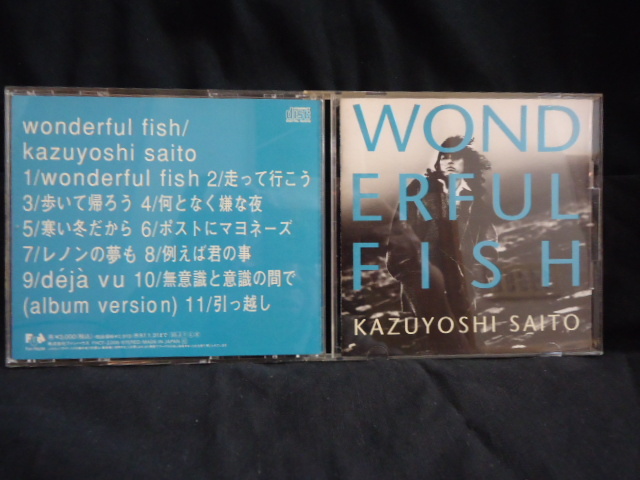 wonderful fish/
kazuyoshi saito
1/wonderful fish 2/走って行こう
3/歩いて帰ろう 4/何となく嫌な夜
5/寒い冬だから 6/ポストにマヨネーズ
7/レノンの夢も 8/例えば君の事
9/déjà vu 10/無意識と意識の間で
(album version) 11/引っ越し
WOND
ERFUL
FISH
KAZUYOSHI SAITO